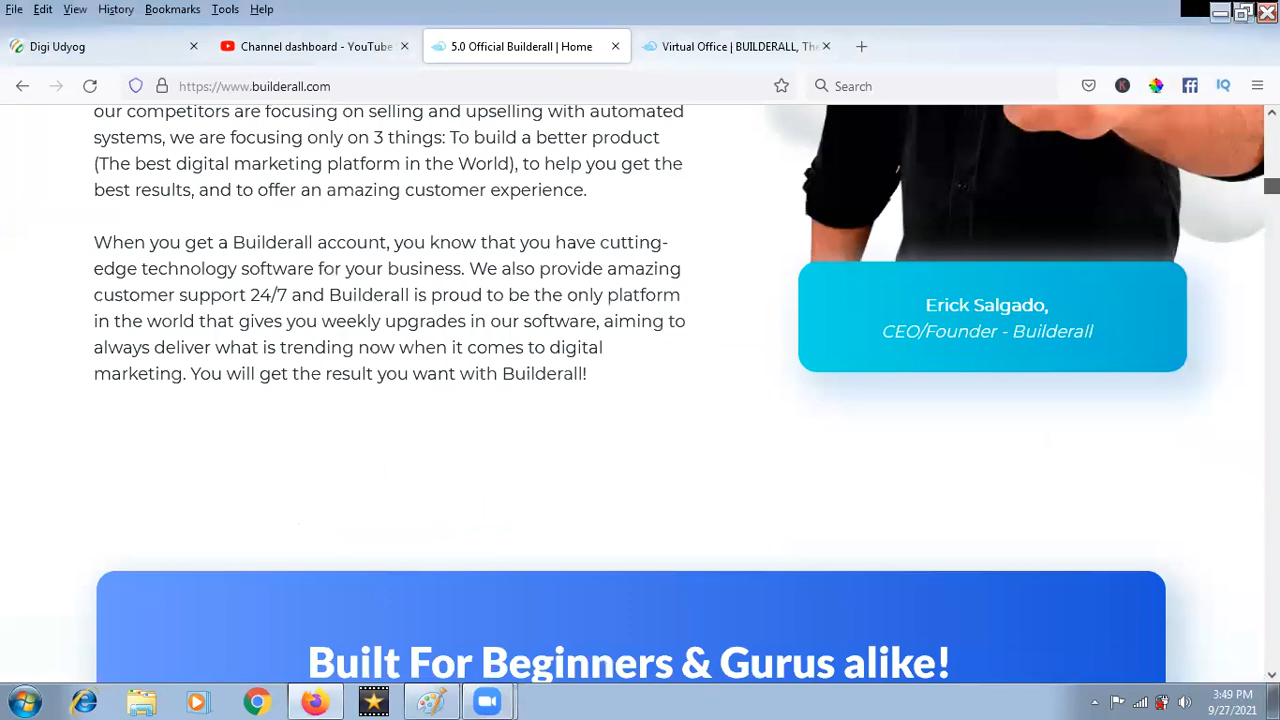 File Edit View History Bookmarks Tools Help
Digi Udyog
Channel dashboard - YouTube
5.0 Official Builderall | Home
Virtual Office | BUILDERALL, The
https://www.builderall.com
Search
IQ
our competitors are focusing on selling and upselling with automated
systems, we are focusing only on 3 things: To build a better product
(The best digital marketing platform in the World), to help you get the
best results, and to offer an amazing customer experience.
When you get a Builderall account, you know that you have cutting-
edge technology software for your business. We also provide amazing
customer support 24/7 and Builderall is proud to be the only platform
in the world that gives you weekly upgrades in our software, aiming to
always deliver what is trending now when it comes to digital
marketing. You will get the result you want with Builderall!
Erick Salgado,
CEO/Founder - Builderall
Built For Beginners & Gurus alike!
3:49 PM
9/27/2021